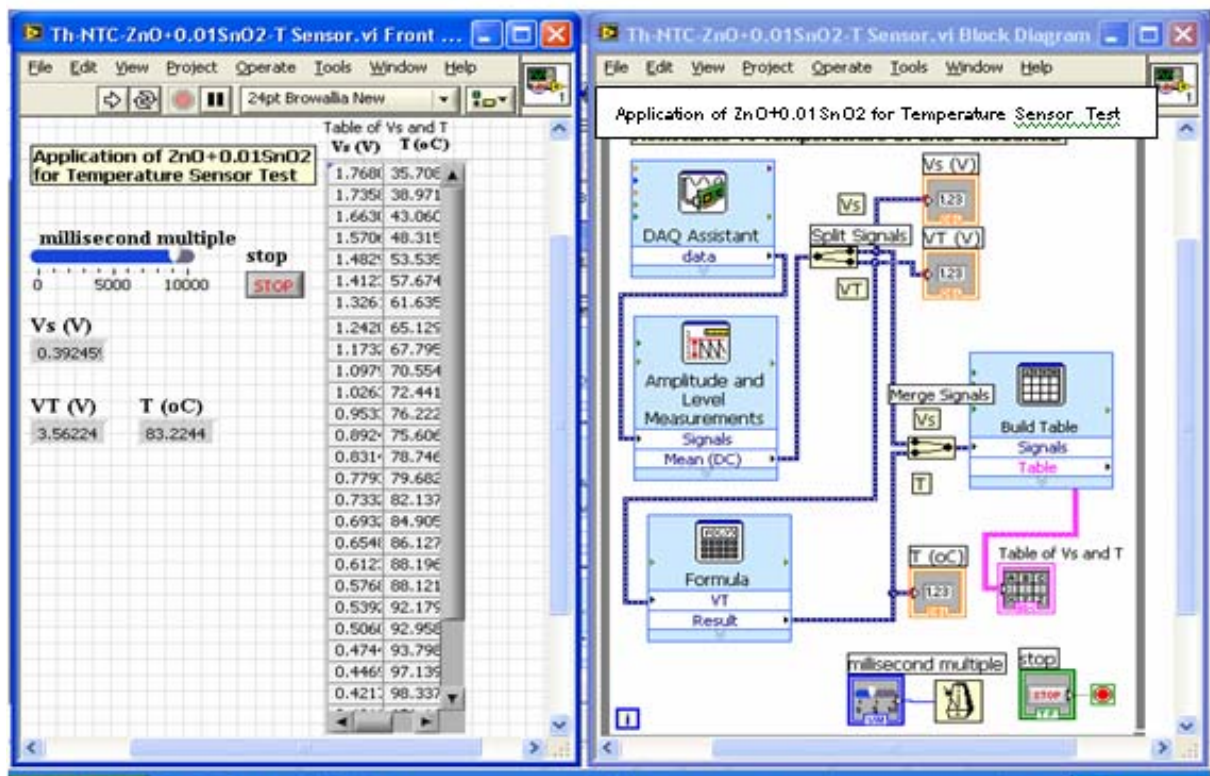 Th-NTC-ZnO+0.01SnO2-T Sensor.vi Front ...
File Edit View Project Operate Tools Window Help
24pt Browallia New
1
Application of ZnO+0.01SnO2
for Temperature Sensor Test
millisecond multiple
0 5000 10000
stop
STOP
Vs (V)
0.392459
VT (V) T (oC)
3.56224 83.2244
Table of Vs and T
Vs (V) T (oC)
1.768( 35.706
1.735( 38.971
1.663( 43.060
1.570( 48.315
1.482 53.535
1.412 57.674
1.326 61.635
1.242 65.129
1.173 67.795
1.097 70.554
1.026 72.441
0.953 76.222
0.892 75.606
0.831 78.746
0.779 79.682
0.733 82.137
0.693 84.905
0.654 86.127
0.612 88.196
0.576 88.121
0.539 92.179
0.506 92.958
0.474 93.798
0.446 97.139
0.421 98.337
Th-NTC-ZnO+0.01SnO2-T Sensor.vi Block Diagram
File Edit View Project Operate Tools Window Help
1
Application of ZnO+0.01SnO2 for Temperature Sensor Test
DAQ Assistant
data
Split Signals
Vs
VT
Vs (V)
1.23
VT (V)
1.23
Amplitude and
Level
Measurements
Signals
Mean (DC)
Merge Signals
Vs
T
Build Table
Signals
Table
Formula
VT
Result
T (oC)
1.23
Table of Vs and T
millisecond multiple
stop
STOP
TF
i